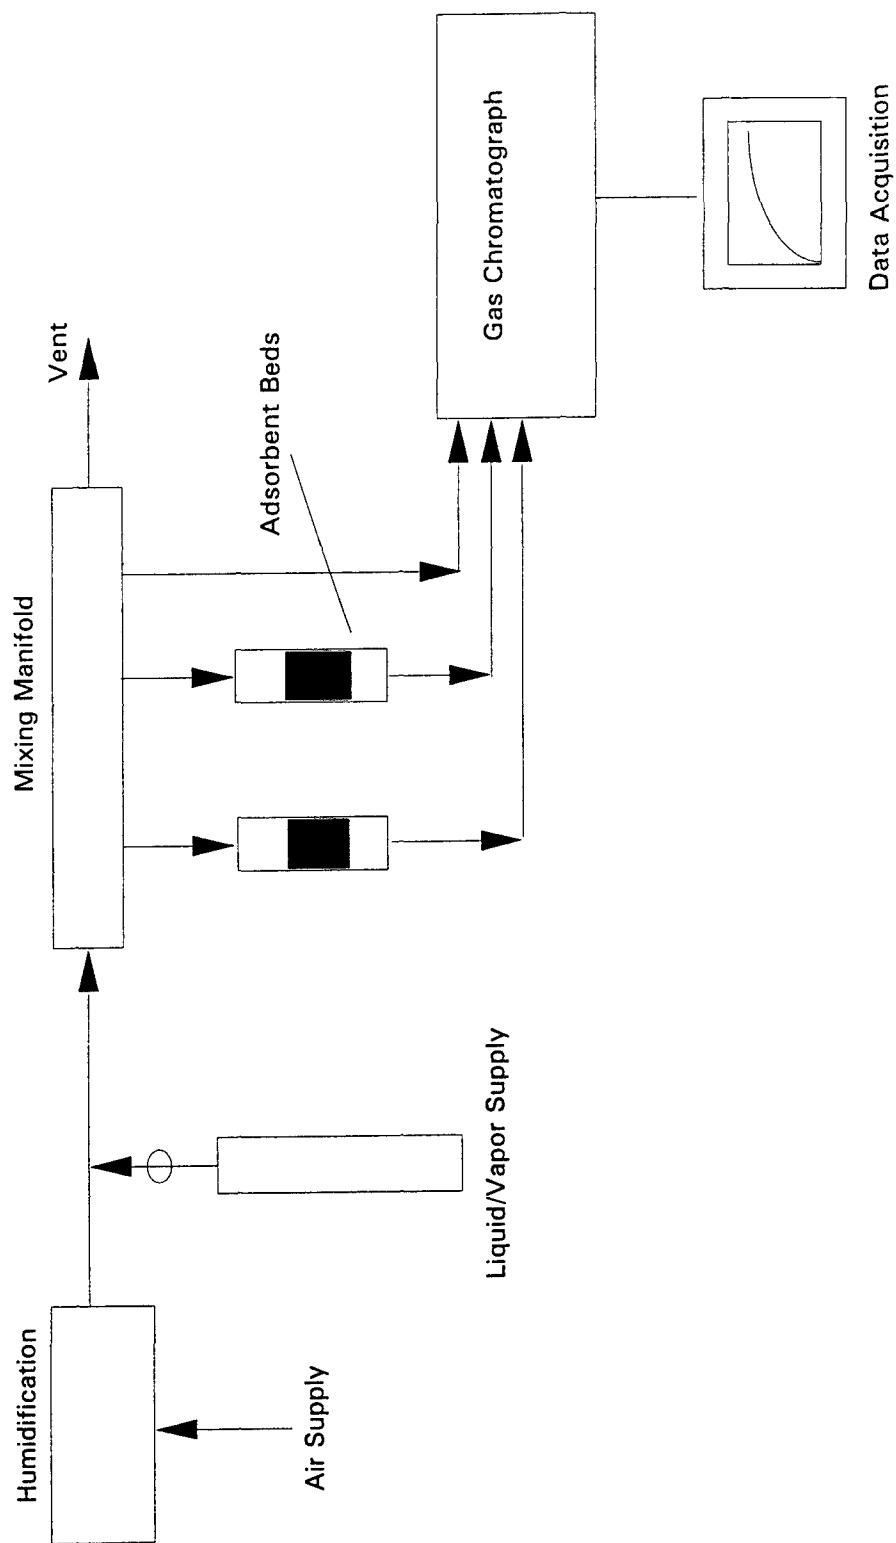 Humidification
Air Supply
Liquid/Vapor Supply
Mixing Manifold
Vent
Adsorbent Beds
Gas Chromatograph
Data Acquisition